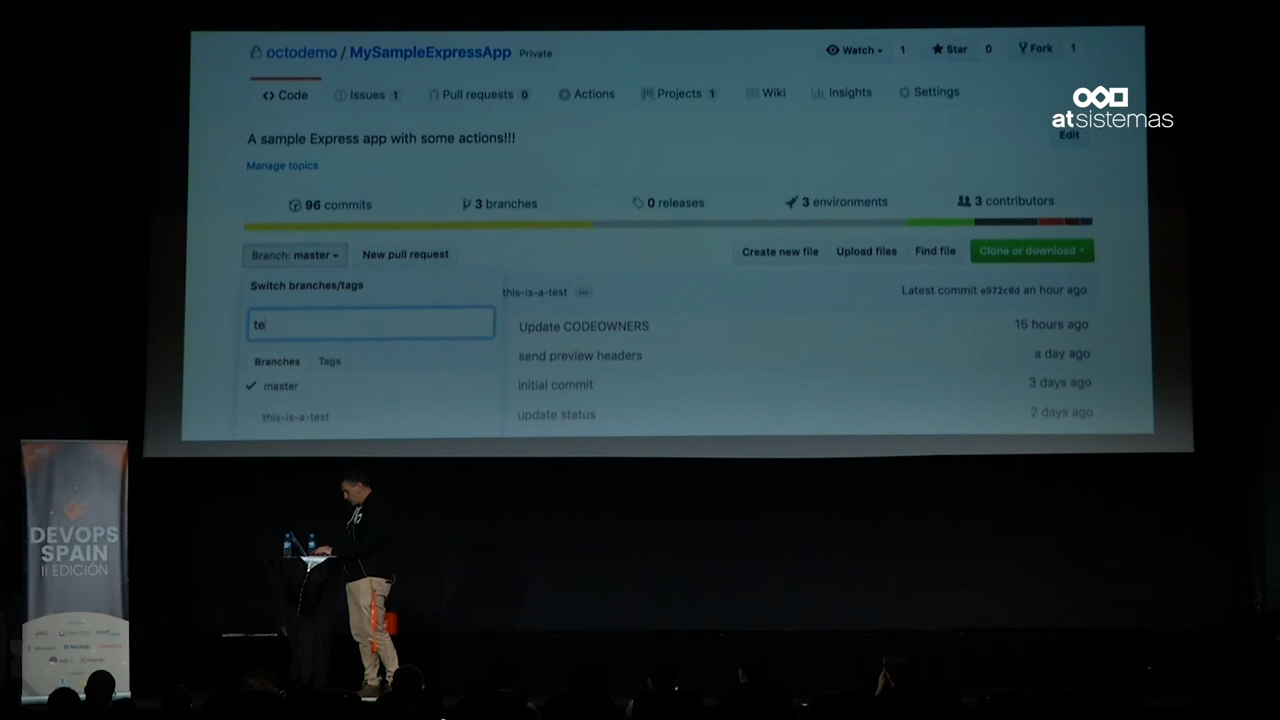 octodemo / MySampleExpressApp Private
Watch 1 Star 0 Fork 1
Code Issues 1 Pull requests 0 Actions Projects 1 Wiki Insights Settings
atsistemas
A sample Express app with some actions!!!
Edit
Manage topics
96 commits 3 branches 0 releases 3 environments 3 contributors
Branch: master New pull request Create new file Upload files Find file Clone or download
Switch branches/tags
this-is-a-test ... Latest commit e972c0d an hour ago
te
Update CODEOWNERS 15 hours ago
send preview headers a day ago
Branches Tags
master
initial commit 3 days ago
this-is-a-test
update status 2 days ago
DEVOPS
SPAIN
II EDICIÓN